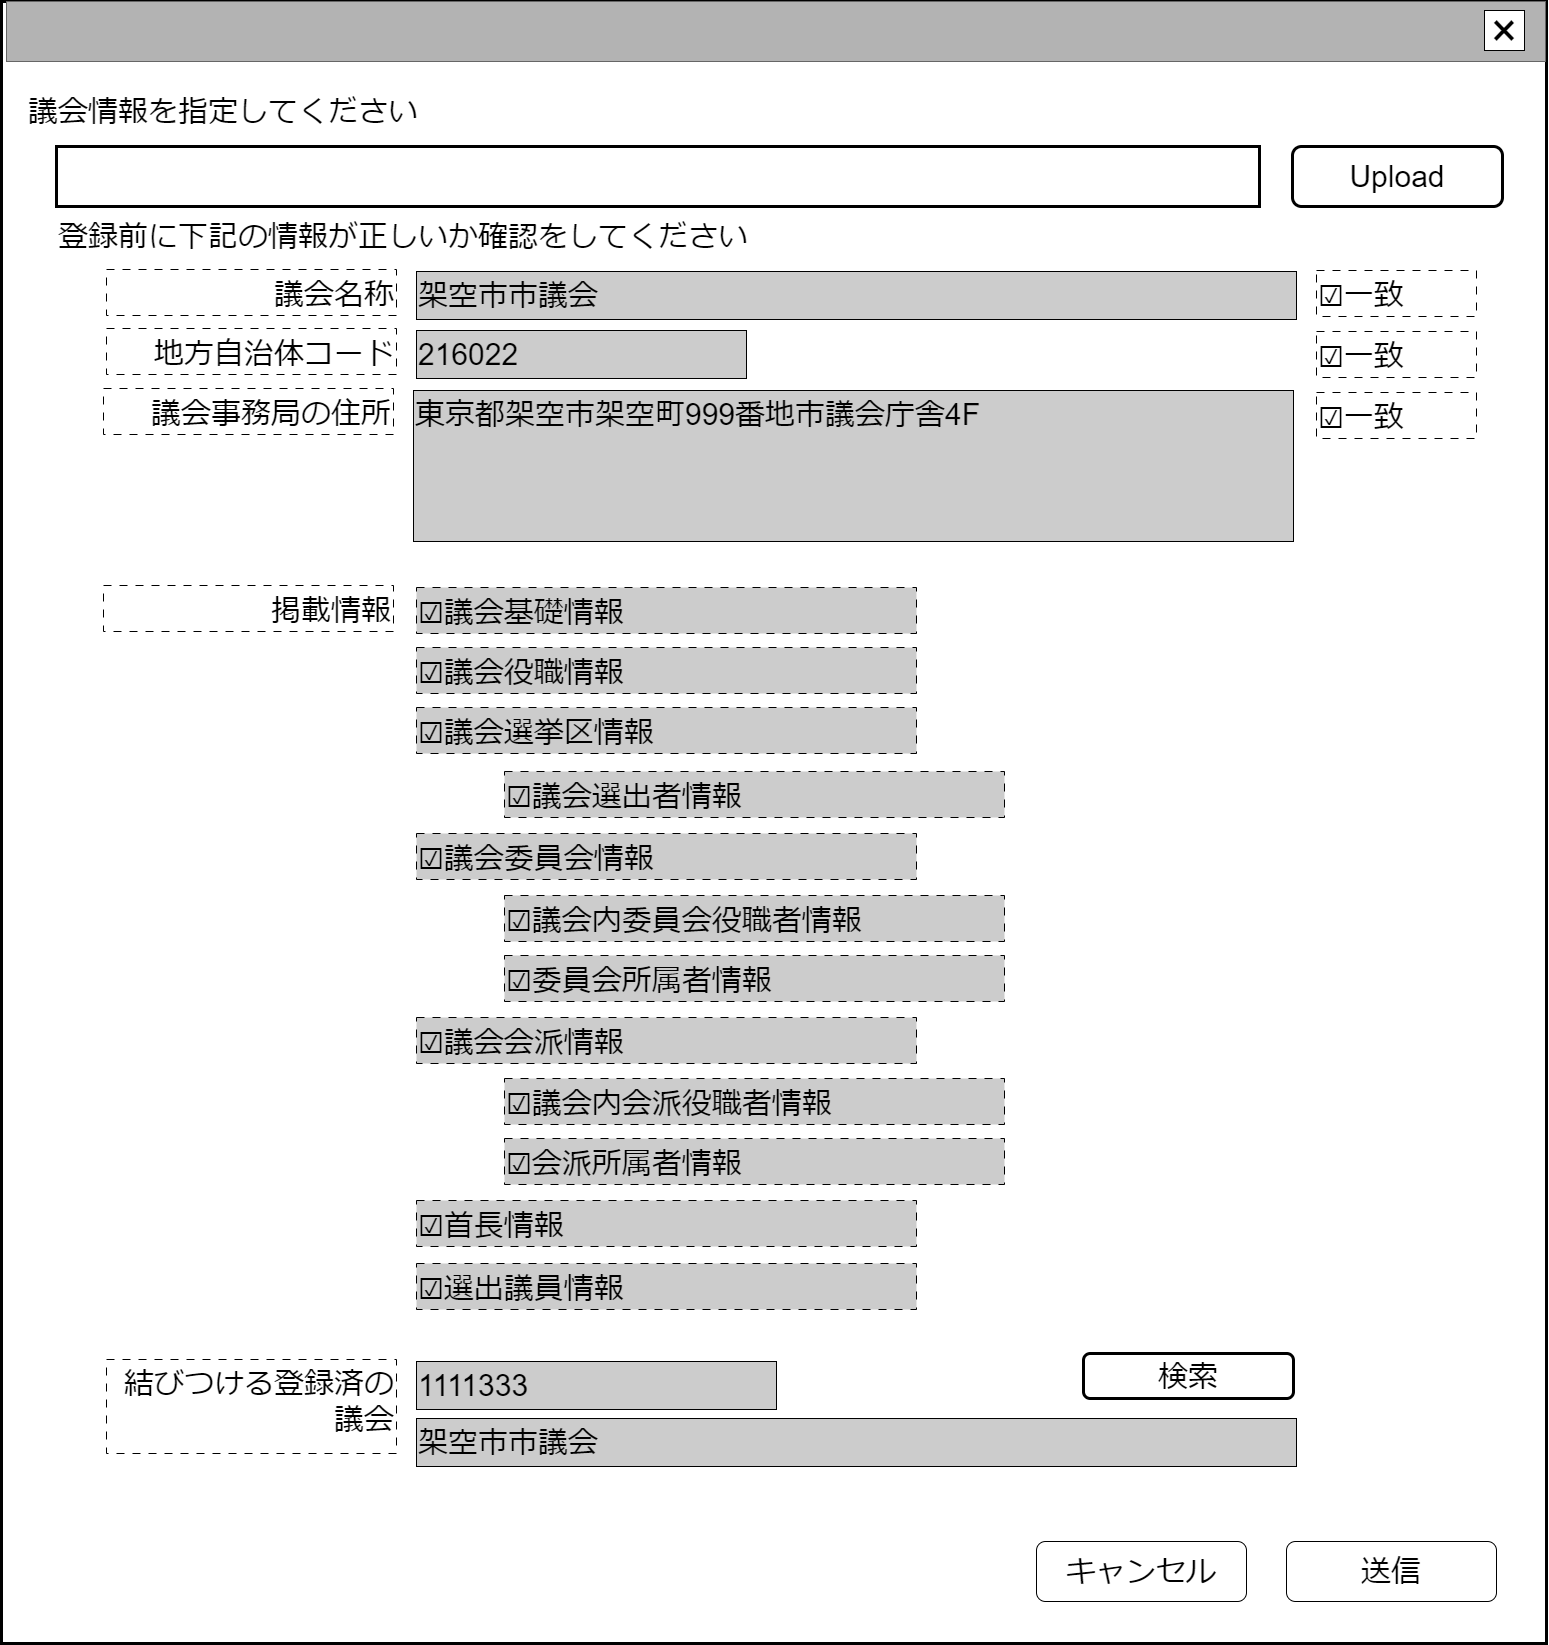 議会情報を指定してください
Upload
登録前に下記の情報が正しいか確認をしてください
議会名称 架空市市議会 ☑一致
地方自治体コード 216022 ☑一致
議会事務局の住所 東京都架空市架空町999番地市議会庁舎4F ☑一致
掲載情報 ☑議会基礎情報
☑議会役職情報
☑議会選挙区情報
☑議会選出者情報
☑議会委員会情報
☑議会内委員会役職者情報
☑委員会所属者情報
☑議会会派情報
☑議会内会派役職者情報
☑会派所属者情報
☑首長情報
☑選出議員情報
結びつける登録済の
議会
1111333 検索
架空市市議会
キャンセル 送信